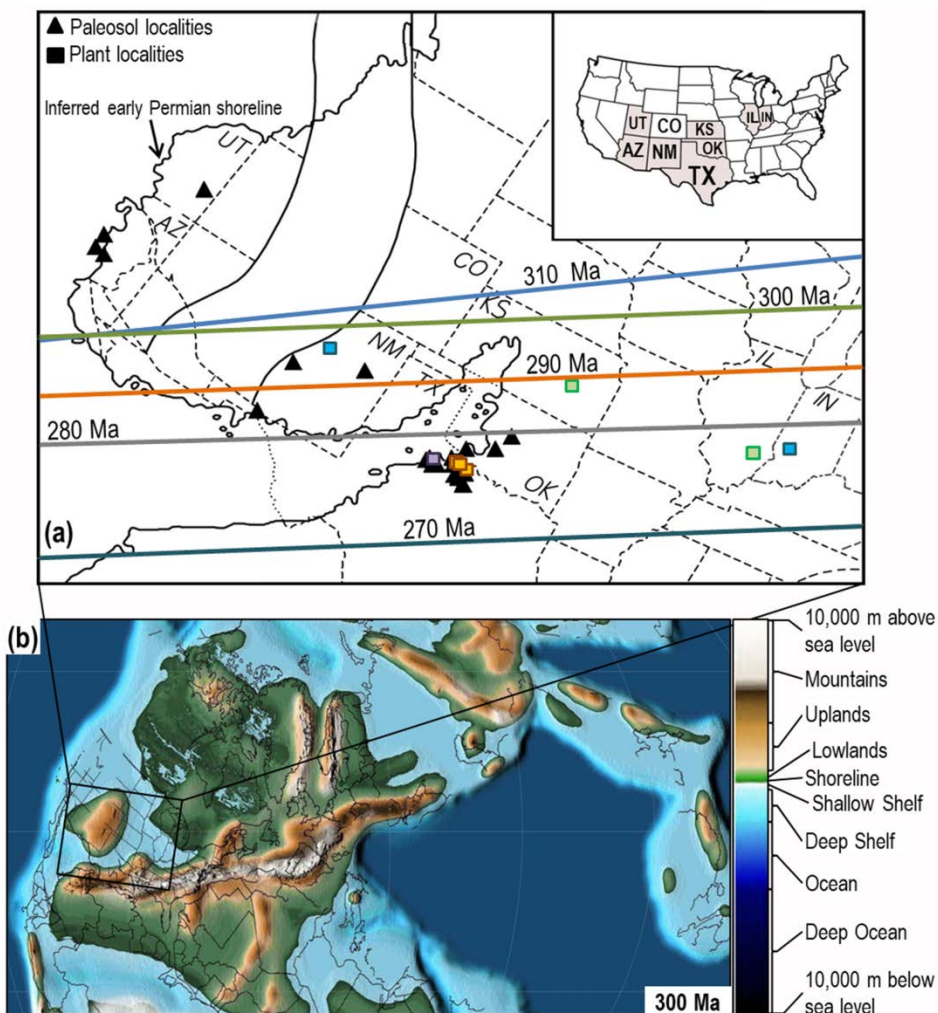 Paleosol localities
Plant localities
Inferred early Permian shoreline
UT
AZ
CO
KS
NM
TX
OK
IL
IN
UT
CO
KS
IL
IN
AZ
NM
OK
TX
310 Ma
300 Ma
290 Ma
280 Ma
270 Ma
(a)
(b)
300 Ma
10,000 m above
sea level
Mountains
Uplands
Lowlands
Shoreline
Shallow Shelf
Deep Shelf
Ocean
Deep Ocean
10,000 m below
sea level